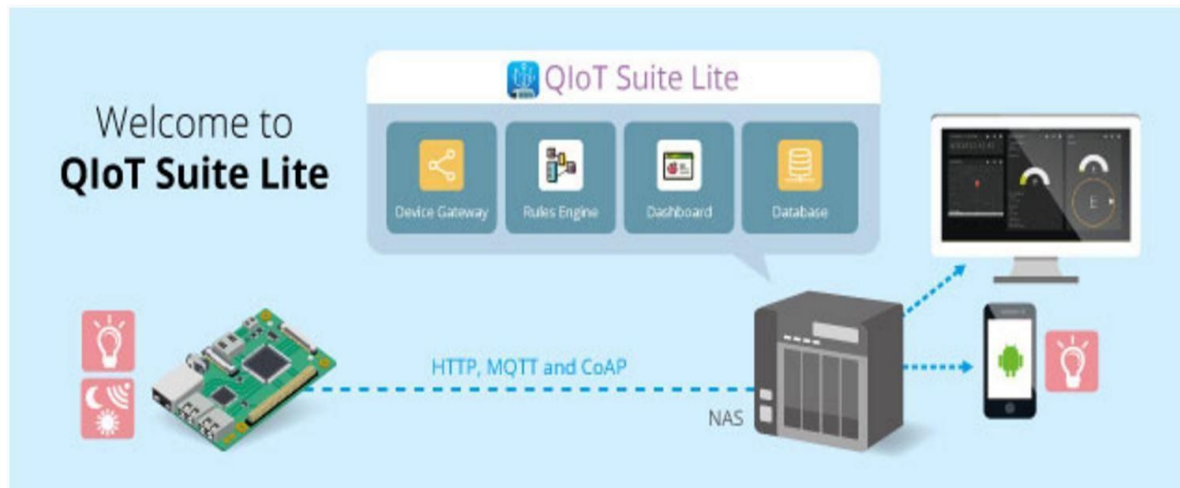 Welcome to
QIoT Suite Lite
QIoT Suite Lite
Device Gateway
Rules Engine
Dashboard
Database
E
HTTP, MQTT and CoAP
NAS